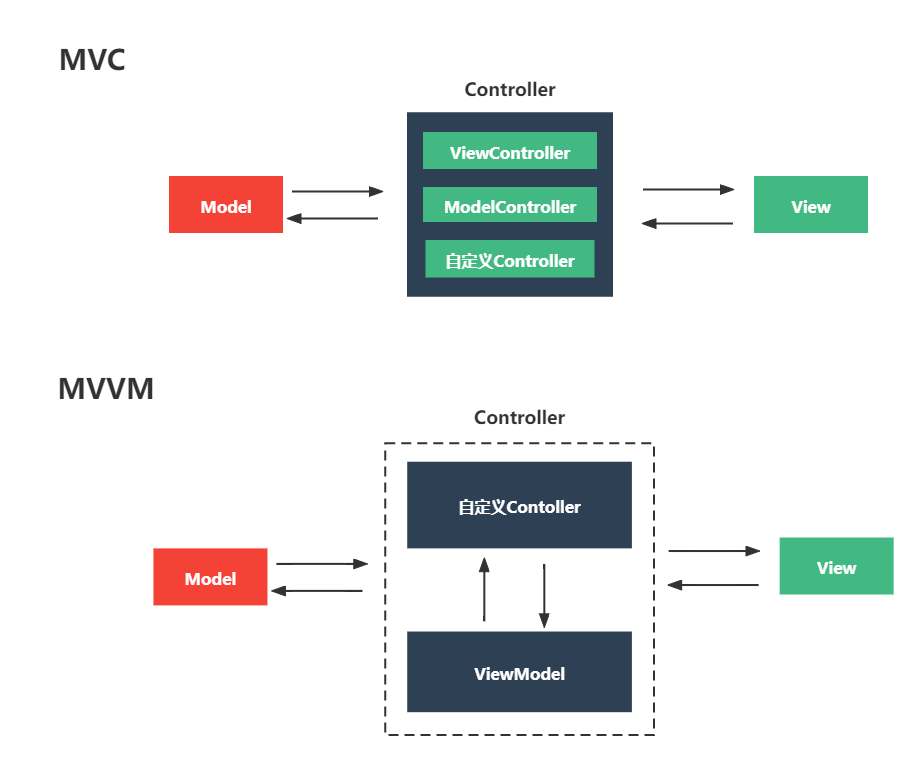 MVC
Controller
ViewController
Model
ModelController
View
自定义Controller
MVVM
Controller
自定义Contoller
Model
View
ViewModel